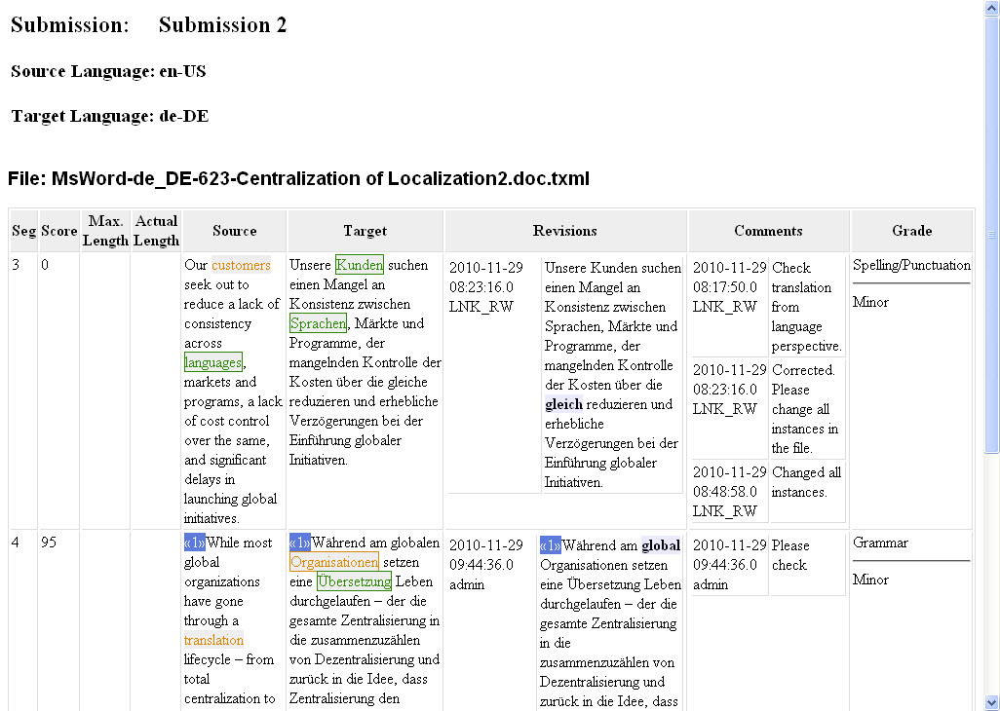 Submission: Submission 2
Source Language: en-US
Target Language: de-DE
File: MsWord-de_DE-623-Centralization of Localization2.doc.txml
Seg Score Max. Length Actual Length Source Target Revisions Comments Grade
3
0
Our customers
seek out to
reduce a lack of
consistency
across
languages,
markets and
programs, a lack
of cost control
over the same,
and significant
delays in
launching global
initiatives.
Unsere Kunden suchen
einen Mangel an
Konsistenz zwischen
Sprachen, Märkte und
Programme, der
mangelnden Kontrolle der
Kosten über die gleiche
reduzieren und erhebliche
Verzögerungen bei der
Einführung globaler
Initiativen.
2010-11-29
08:23:16.0
LNK_RW
Unsere Kunden suchen
einen Mangel an
Konsistenz zwischen
Sprachen, Märkte und
Programme, der
mangelnden Kontrolle
der Kosten über die
gleich reduzieren und
erhebliche
Verzögerungen bei der
Einführung globaler
Initiativen.
2010-11-29
08:17:50.0
LNK_RW
Check
translation
from
language
perspective.
2010-11-29
08:23:16.0
LNK_RW
Corrected.
Please
change all
instances in
the file.
2010-11-29
08:48:58.0
LNK_RW
Changed all
instances.
Spelling/Punctuation
Minor
4
95
«1»While most
global
organizations
have gone
through a
translation
lifecycle – from
total
centralization to
«1»Während am globalen
Organisationen setzen
eine Übersetzung Leben
durchgelaufen – der die
gesamte Zentralisierung in
die zusammenzuzählen
von Dezentralisierung und
zurück in die Idee, dass
Zentralisierung den
2010-11-29
09:44:36.0
admin
«1»Während am global
Organisationen setzen
eine Übersetzung Leben
durchgelaufen – der die
gesamte Zentralisierung
in die
zusammenzuzählen von
Dezentralisierung und
zurück in die Idee, dass
2010-11-29
09:44:36.0
admin
Please
check
Grammar
Minor